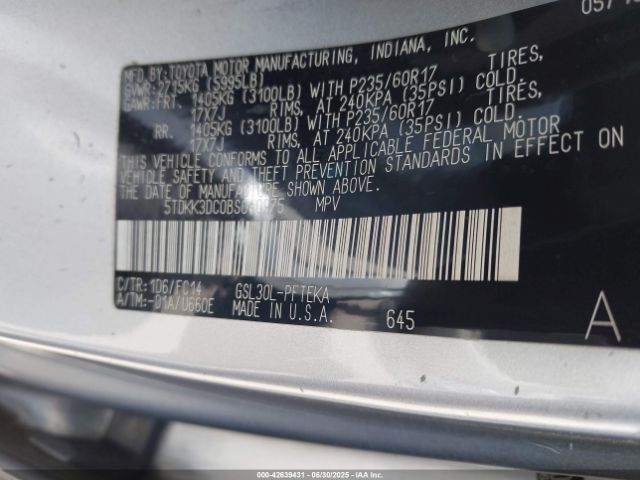 MFD.BY:TOYOTA MOTOR MANUFACTURING, INDIANA, INC.
GVWR:2719KG (5995LB)
GAWR:FRT. 1405KG (3100LB) WITH P235/60R17 TIRES,
17X7J RIMS, AT 240KPA (35PSI) COLD.
RR. 1405KG (3100LB) WITH P235/60R17 TIRES,
17X7J RIMS, AT 240KPA (35PSI) COLD.
THIS VEHICLE CONFORMS TO ALL APPLICABLE FEDERAL MOTOR
VEHICLE SAFETY AND THEFT PREVENTION STANDARDS IN EFFECT ON
THE DATE OF MANUFACTURE SHOWN ABOVE.
MPV
C/TR:1D6/FC14 GSL30L-PFTEKA
A/TM:-01A/U660E MADE IN U.S.A.
645
A
000-42639431 - 06/30/2025 - IAAI.COM